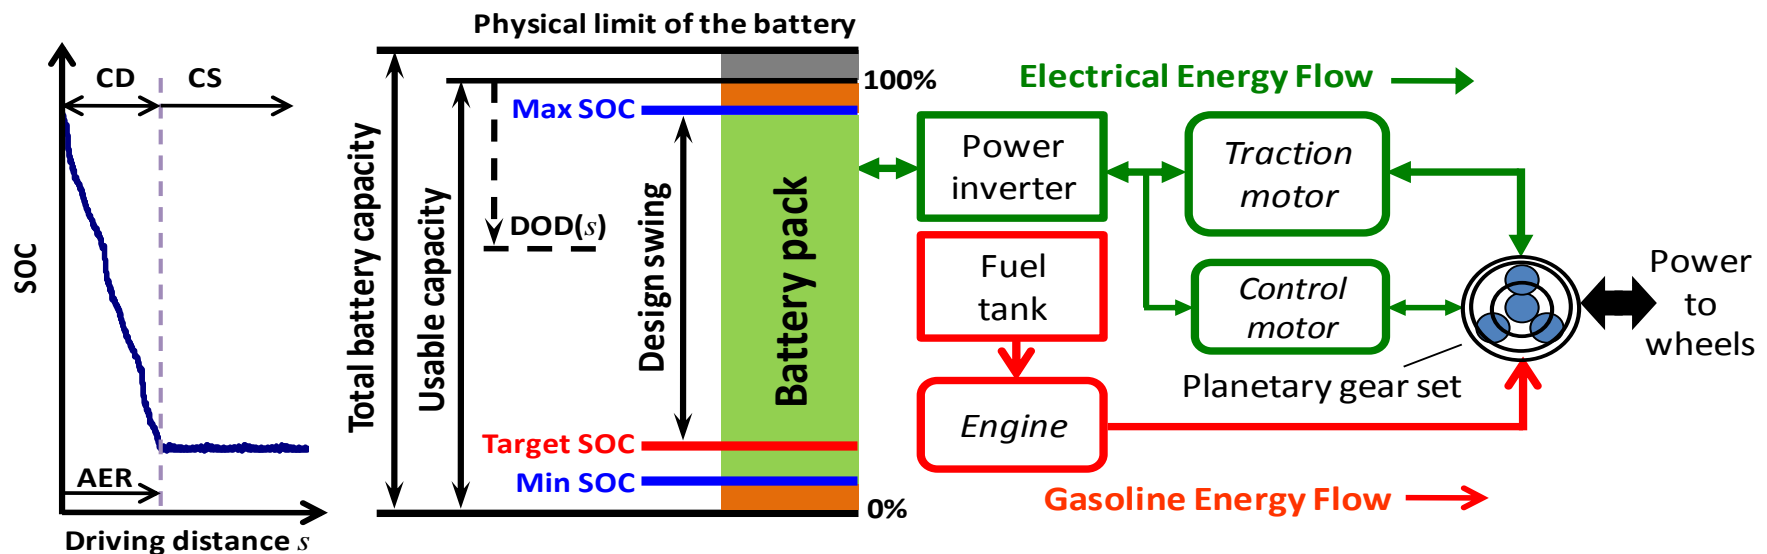 SOC
CD
CS
AER
Driving distance s
Physical limit of the battery
Total battery capacity
Usable capacity
100%
Max SOC
DOD(s)
Design swing
Battery pack
Target SOC
Min SOC
0%
Electrical Energy Flow
Power
inverter
Traction
motor
Fuel
tank
Control
motor
Power
to
wheels
Planetary gear set
Engine
Gasoline Energy Flow